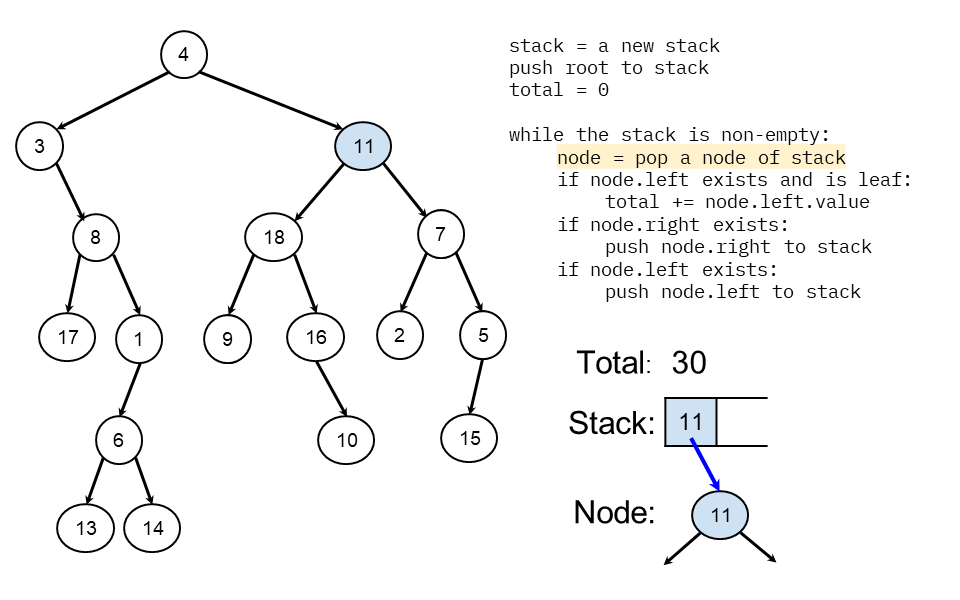 4
3
11
8
18
7
17
1
9
16
2
5
6
10
15
13
14
stack = a new stack
push root to stack
total = 0
while the stack is non-empty:
node = pop a node of stack
if node.left exists and is leaf:
total += node.left.value
if node.right exists:
push node.right to stack
if node.left exists:
push node.left to stack
Total: 30
Stack: 11
Node: 11